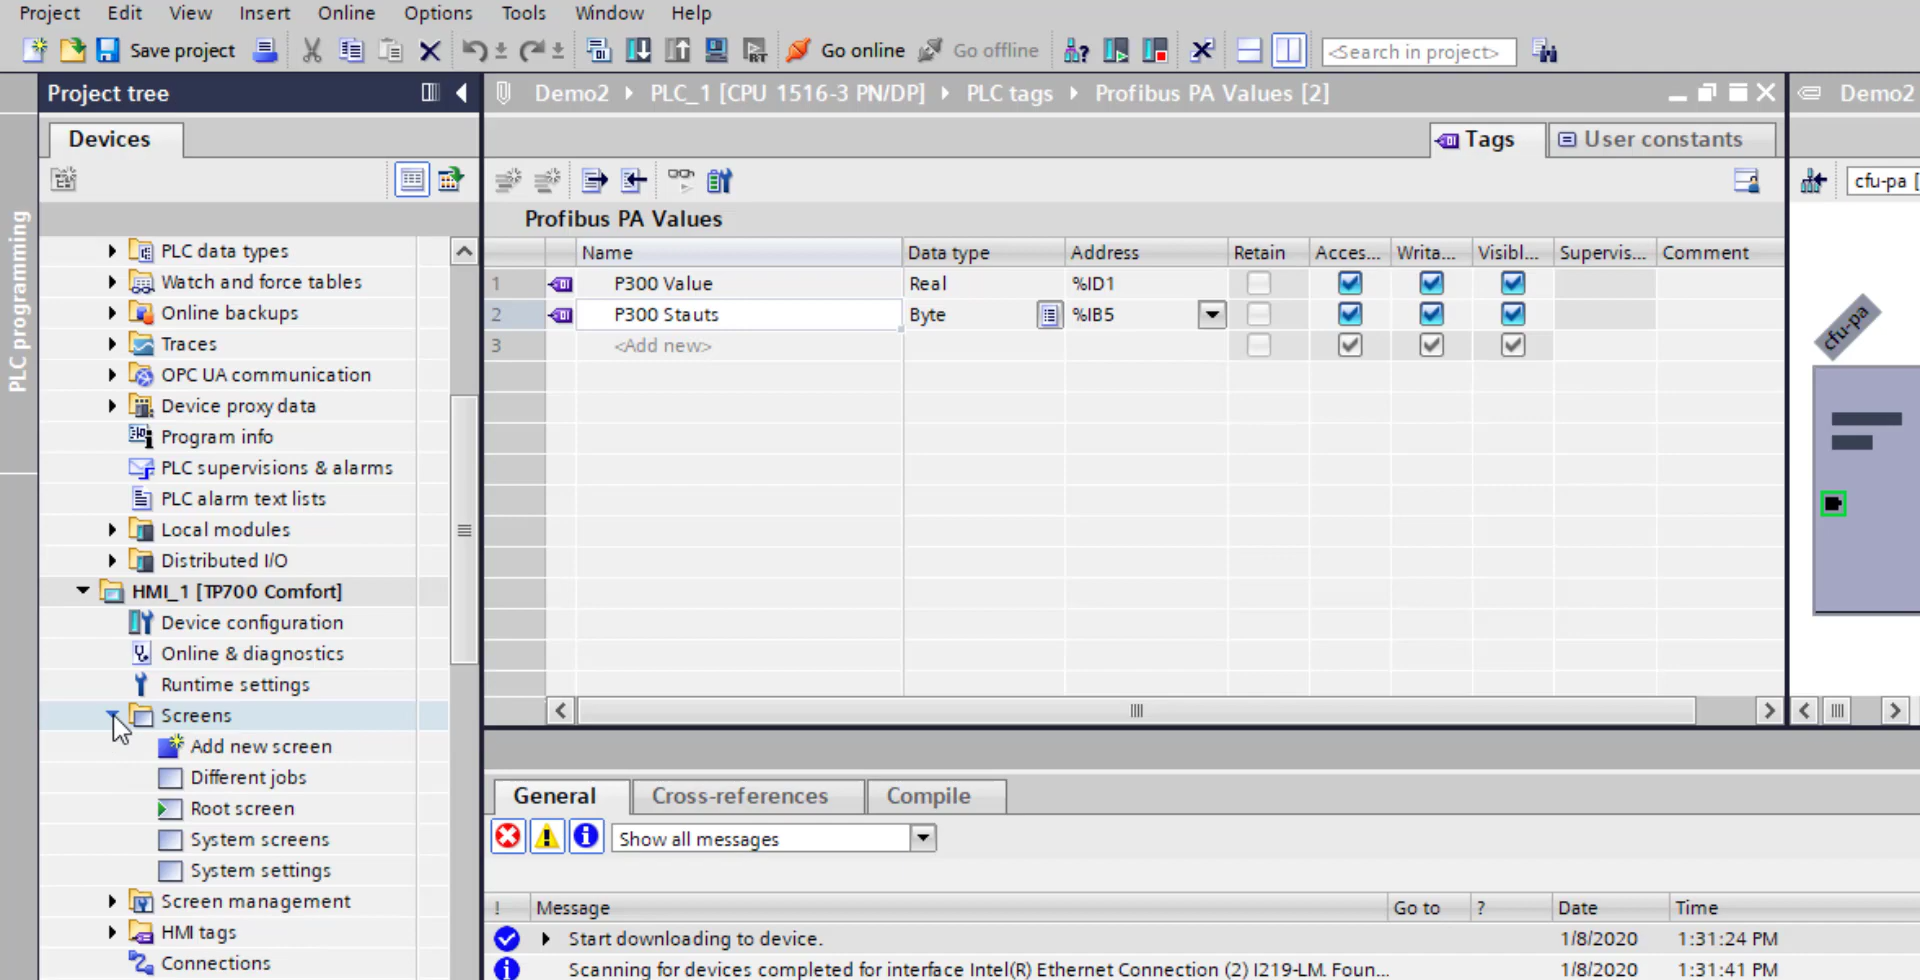 Project Edit View Insert Online Options Tools Window Help
Save project Go online Go offline <Search in project>
Project tree
Demo2 PLC_1 [CPU 1516-3 PN/DP] PLC tags Profibus PA Values [2]
Demo2
Devices
Tags User constants
cfu-pa [
PLC programming
Profibus PA Values
Name Data type Address Retain Acces... Writa... Visibl... Supervis... Comment
1 P300 Value Real %ID1
2 P300 Stauts Byte %IB5
3 <Add new>
cfu-pa
PLC data types
Watch and force tables
Online backups
Traces
OPC UA communication
Device proxy data
Program info
PLC supervisions & alarms
PLC alarm text lists
Local modules
Distributed I/O
HMI_1 [TP700 Comfort]
Device configuration
Online & diagnostics
Runtime settings
Screens
Add new screen
Different jobs
Root screen
System screens
System settings
Screen management
HMI tags
Connections
General Cross-references Compile
Show all messages
! Message Go to ? Date Time
Start downloading to device. 1/8/2020 1:31:24 PM
Scanning for devices completed for interface Intel(R) Ethernet Connection (2) I219-LM. Foun... 1/8/2020 1:31:41 PM